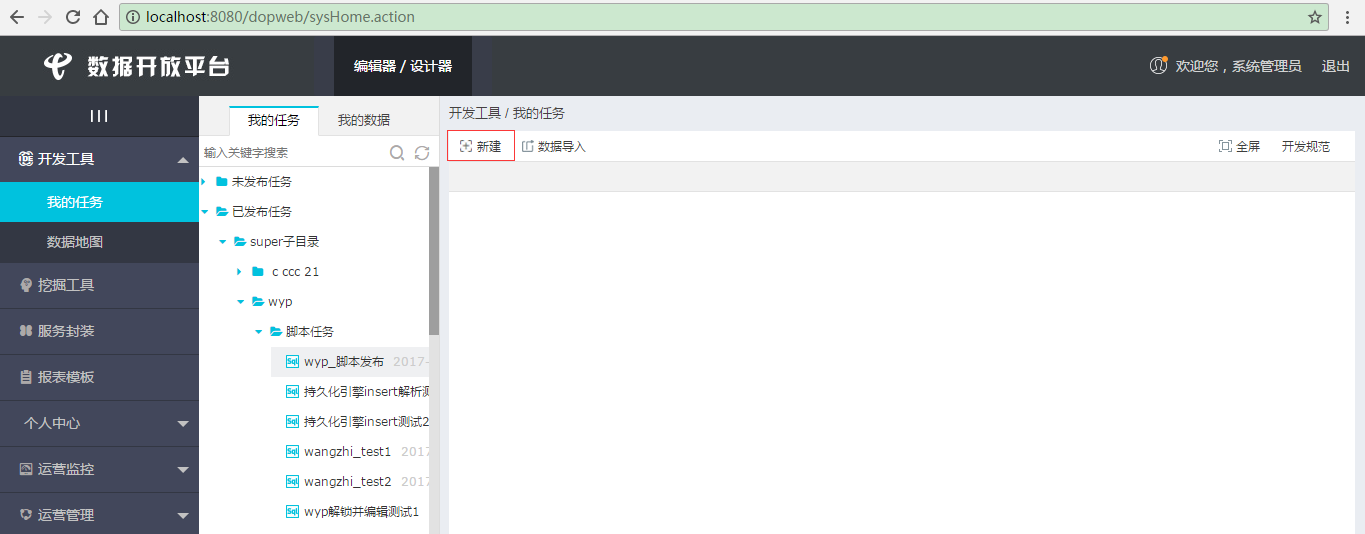 localhost:8080/dopweb/sysHome.action
数据开放平台
编辑器 / 设计器
欢迎您，系统管理员
退出
开发工具
我的任务
数据地图
挖掘工具
服务封装
报表模板
个人中心
运营监控
运营管理
我的任务
我的数据
输入关键字搜索
未发布任务
已发布任务
super子目录
c ccc 21
wyp
脚本任务
Sql wyp_脚本发布 2017-
Sql 持久化引擎insert解析测
Sql 持久化引擎insert测试2
Sql wangzhi_test1 2017
Sql wangzhi_test2 2017
Sql wyp解锁并编辑测试1
开发工具 / 我的任务
新建
数据导入
全屏
开发规范